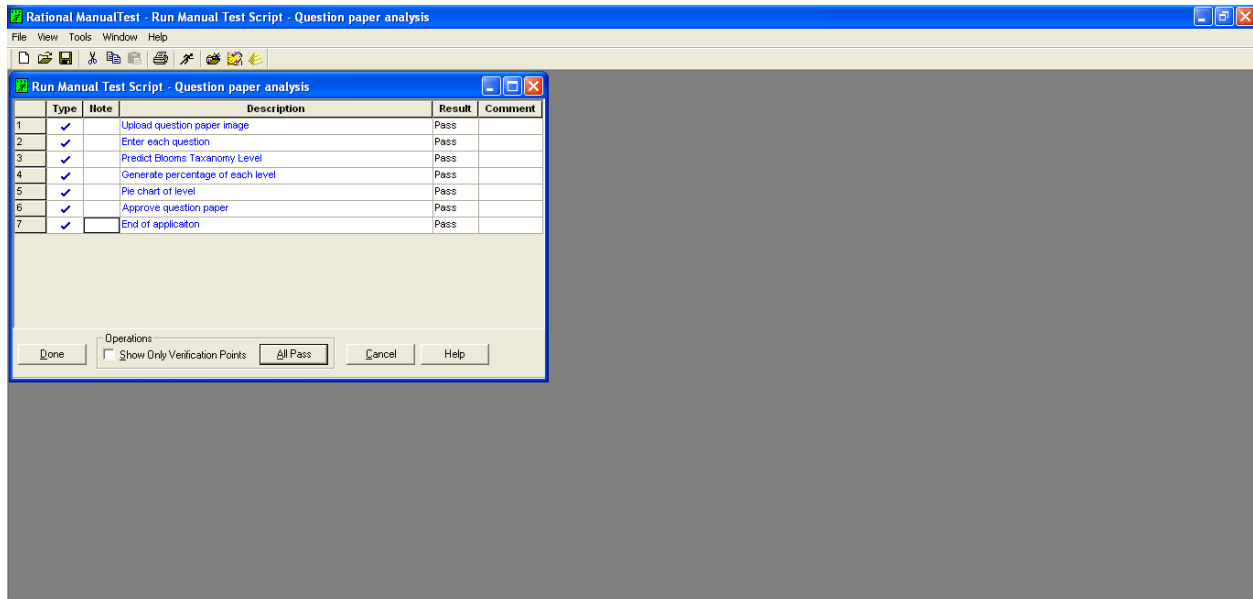 Rational ManualTest - Run Manual Test Script - Question paper analysis
File View Tools Window Help
Run Manual Test Script - Question paper analysis
Type Note Description Result Comment
1 Upload question paper image Pass
2 Enter each question Pass
3 Predict Blooms Taxanomy Level Pass
4 Generate percentage of each level Pass
5 Pie chart of level Pass
6 Approve question paper Pass
7 End of applicaiton Pass
Operations
Done Show Only Verification Points All Pass Cancel Help